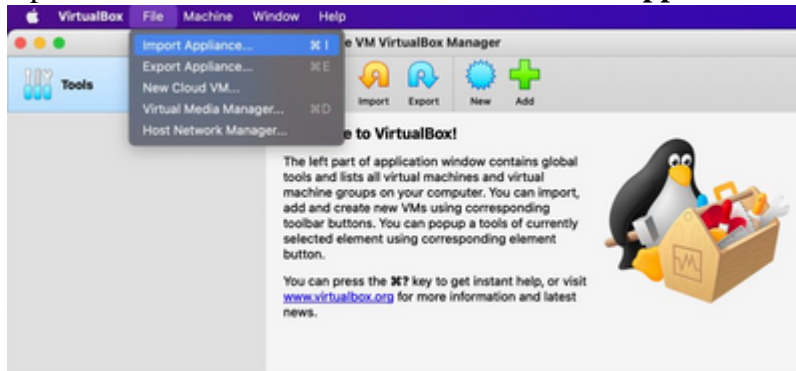 VirtualBox File Machine Window Help
Import Appliance... ⌘ I
e VM VirtualBox Manager
Export Appliance... ⌘ E
New Cloud VM...
Virtual Media Manager... ⌘ D
Host Network Manager...
Tools
Import Export New Add
e to VirtualBox!
The left part of application window contains global
tools and lists all virtual machines and virtual
machine groups on your computer. You can import,
add and create new VMs using corresponding
toolbar buttons. You can popup a tools of currently
selected element using corresponding element
button.
You can press the ⌘? key to get instant help, or visit
www.virtualbox.org for more information and latest
news.